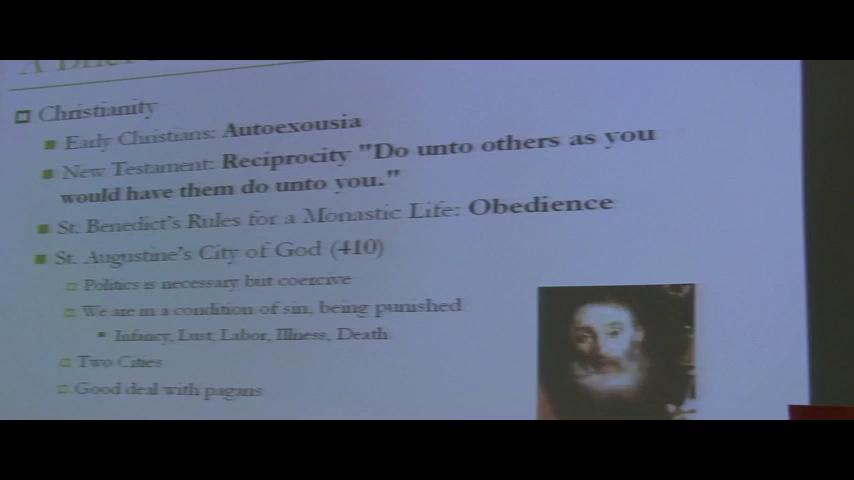 A Brief
Christianity
Early Christians: Autoexousia
New Testament: Reciprocity "Do unto others as you
would have them do unto you."
St. Benedict's Rules for a Monastic Life: Obedience
St. Augustine's City of God (410)
Politics is necessary but coercive
We are in a condition of sin, being punished
Infancy, Lust, Labor, Illness, Death
Two Cities
Good deal with pagans